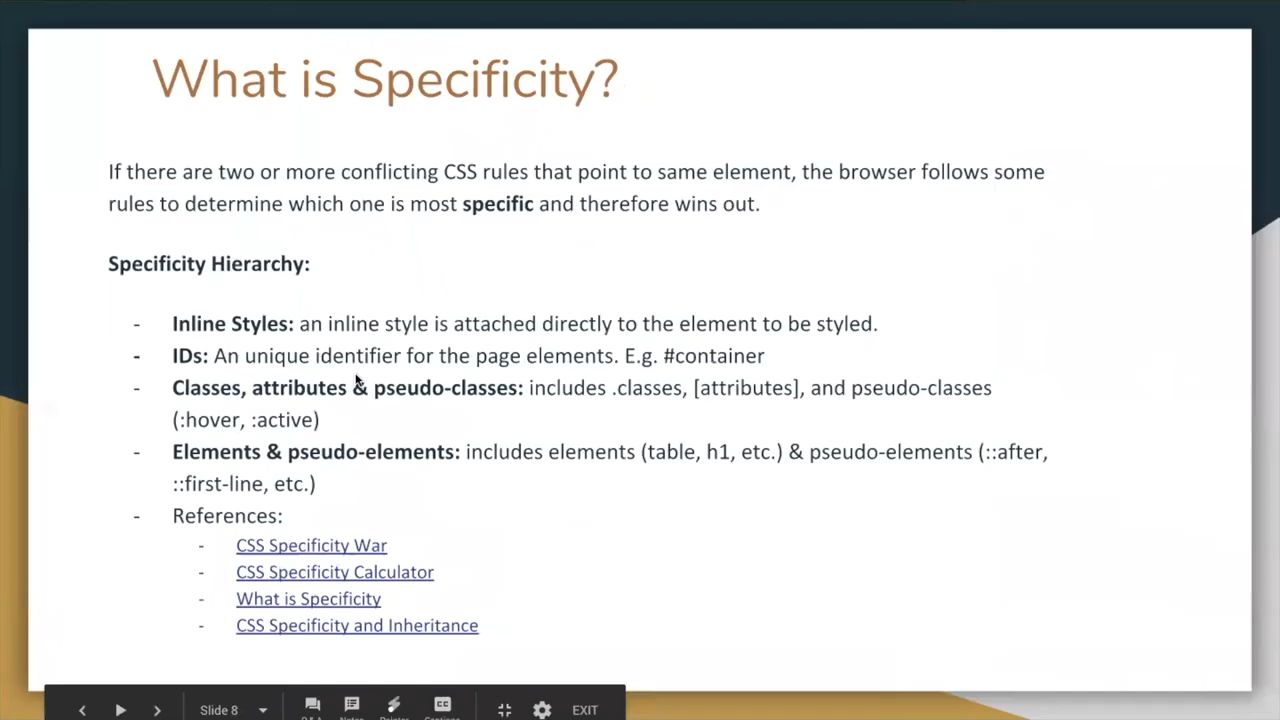 What is Specificity?
If there are two or more conflicting CSS rules that point to same element, the browser follows some
rules to determine which one is most specific and therefore wins out.
Specificity Hierarchy:
- Inline Styles: an inline style is attached directly to the element to be styled.
- IDs: An unique identifier for the page elements. E.g. #container
- Classes, attributes & pseudo-classes: includes .classes, [attributes], and pseudo-classes
(:hover, :active)
- Elements & pseudo-elements: includes elements (table, h1, etc.) & pseudo-elements (::after,
::first-line, etc.)
- References:
- CSS Specificity War
- CSS Specificity Calculator
- What is Specificity
- CSS Specificity and Inheritance
Slide 8 CC EXIT